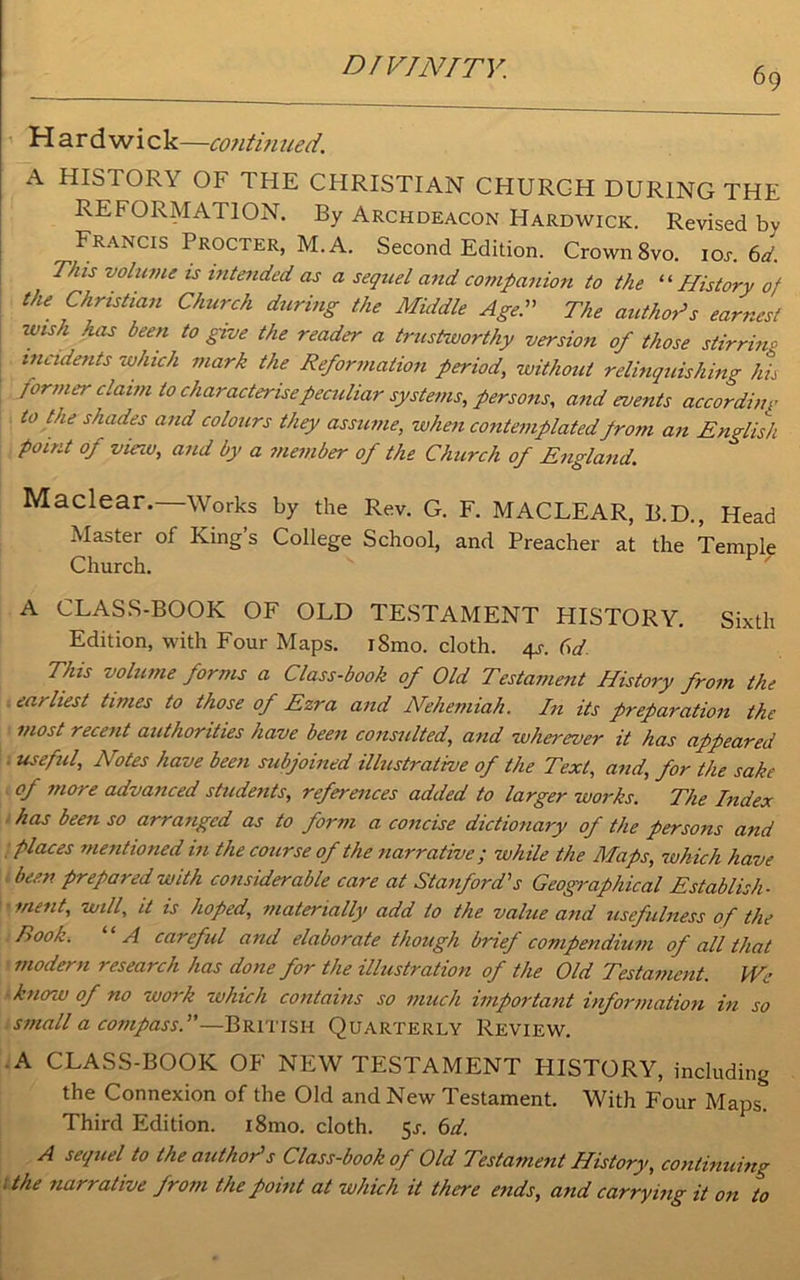 DIVINITY.
69
Hardwick—continued.
A HISTORY OF THE CHRISTIAN CHURCH DURING THE
REFORMATION. By Archdeacon Hardwick. Revised by
Francis Procter, M.A. Second Edition. Crown 8vo. 10s. 6d.
This volume is intended as a sequel and companion to the “History of
the Christian Church during the Middle Age.” The author's earnest
wish has been to give the reader a trustworthy version of those stirring
incidents which mark the Reformation period, without relinquishing his
former claim to characterise peculiar systems, persons, and events according
to the shades and colours they assume, when contemplated from an English
point of view, and by a member of the Church of England.
Maclear.—Works by the Rev. G. F. MACLEAR, B.D., Head
Master of King's College School, and Preacher at the Temple
Church.
A CLASS-BOOK OF OLD TESTAMENT HISTORY. Sixth
Edition, with Four Maps. 18mo. cloth. 4s. 6d.
This volume forms a Class-book of Old Testament History from the
earliest times to those of Ezra and Nehemiah. In its preparation the
most recent authorities have been consulted, and wherever it has appeared
useful, Notes have been subjoined illustrative of the Text, and, for the sake
of more advanced students, references added to larger works. The Index
has been so arranged as to form a concise dictionary of the persons and
places mentioned in the course of the narrative; while the Maps, which have
been prepared with considerable care at Stanford's Geographical Establish-
ment, will, it is hoped, materially add to the value and usefulness of the
Book. “A careful and elaborate though brief compendium of all that
modern research has done for the illustration of the Old Testament. We
know of no work which contains so much important information in so
small a compass.”—British Quarterly Review.
A CLASS-BOOK OF NEW TESTAMENT HISTORY, including
the Connexion of the Old and New Testament. With Four Maps.
Third Edition. 18mo. cloth. 5s. 6d.
A sequel to the author's Class-book of Old Testament History, continuing
the narrative from the point at which it there ends, and carrying it on to